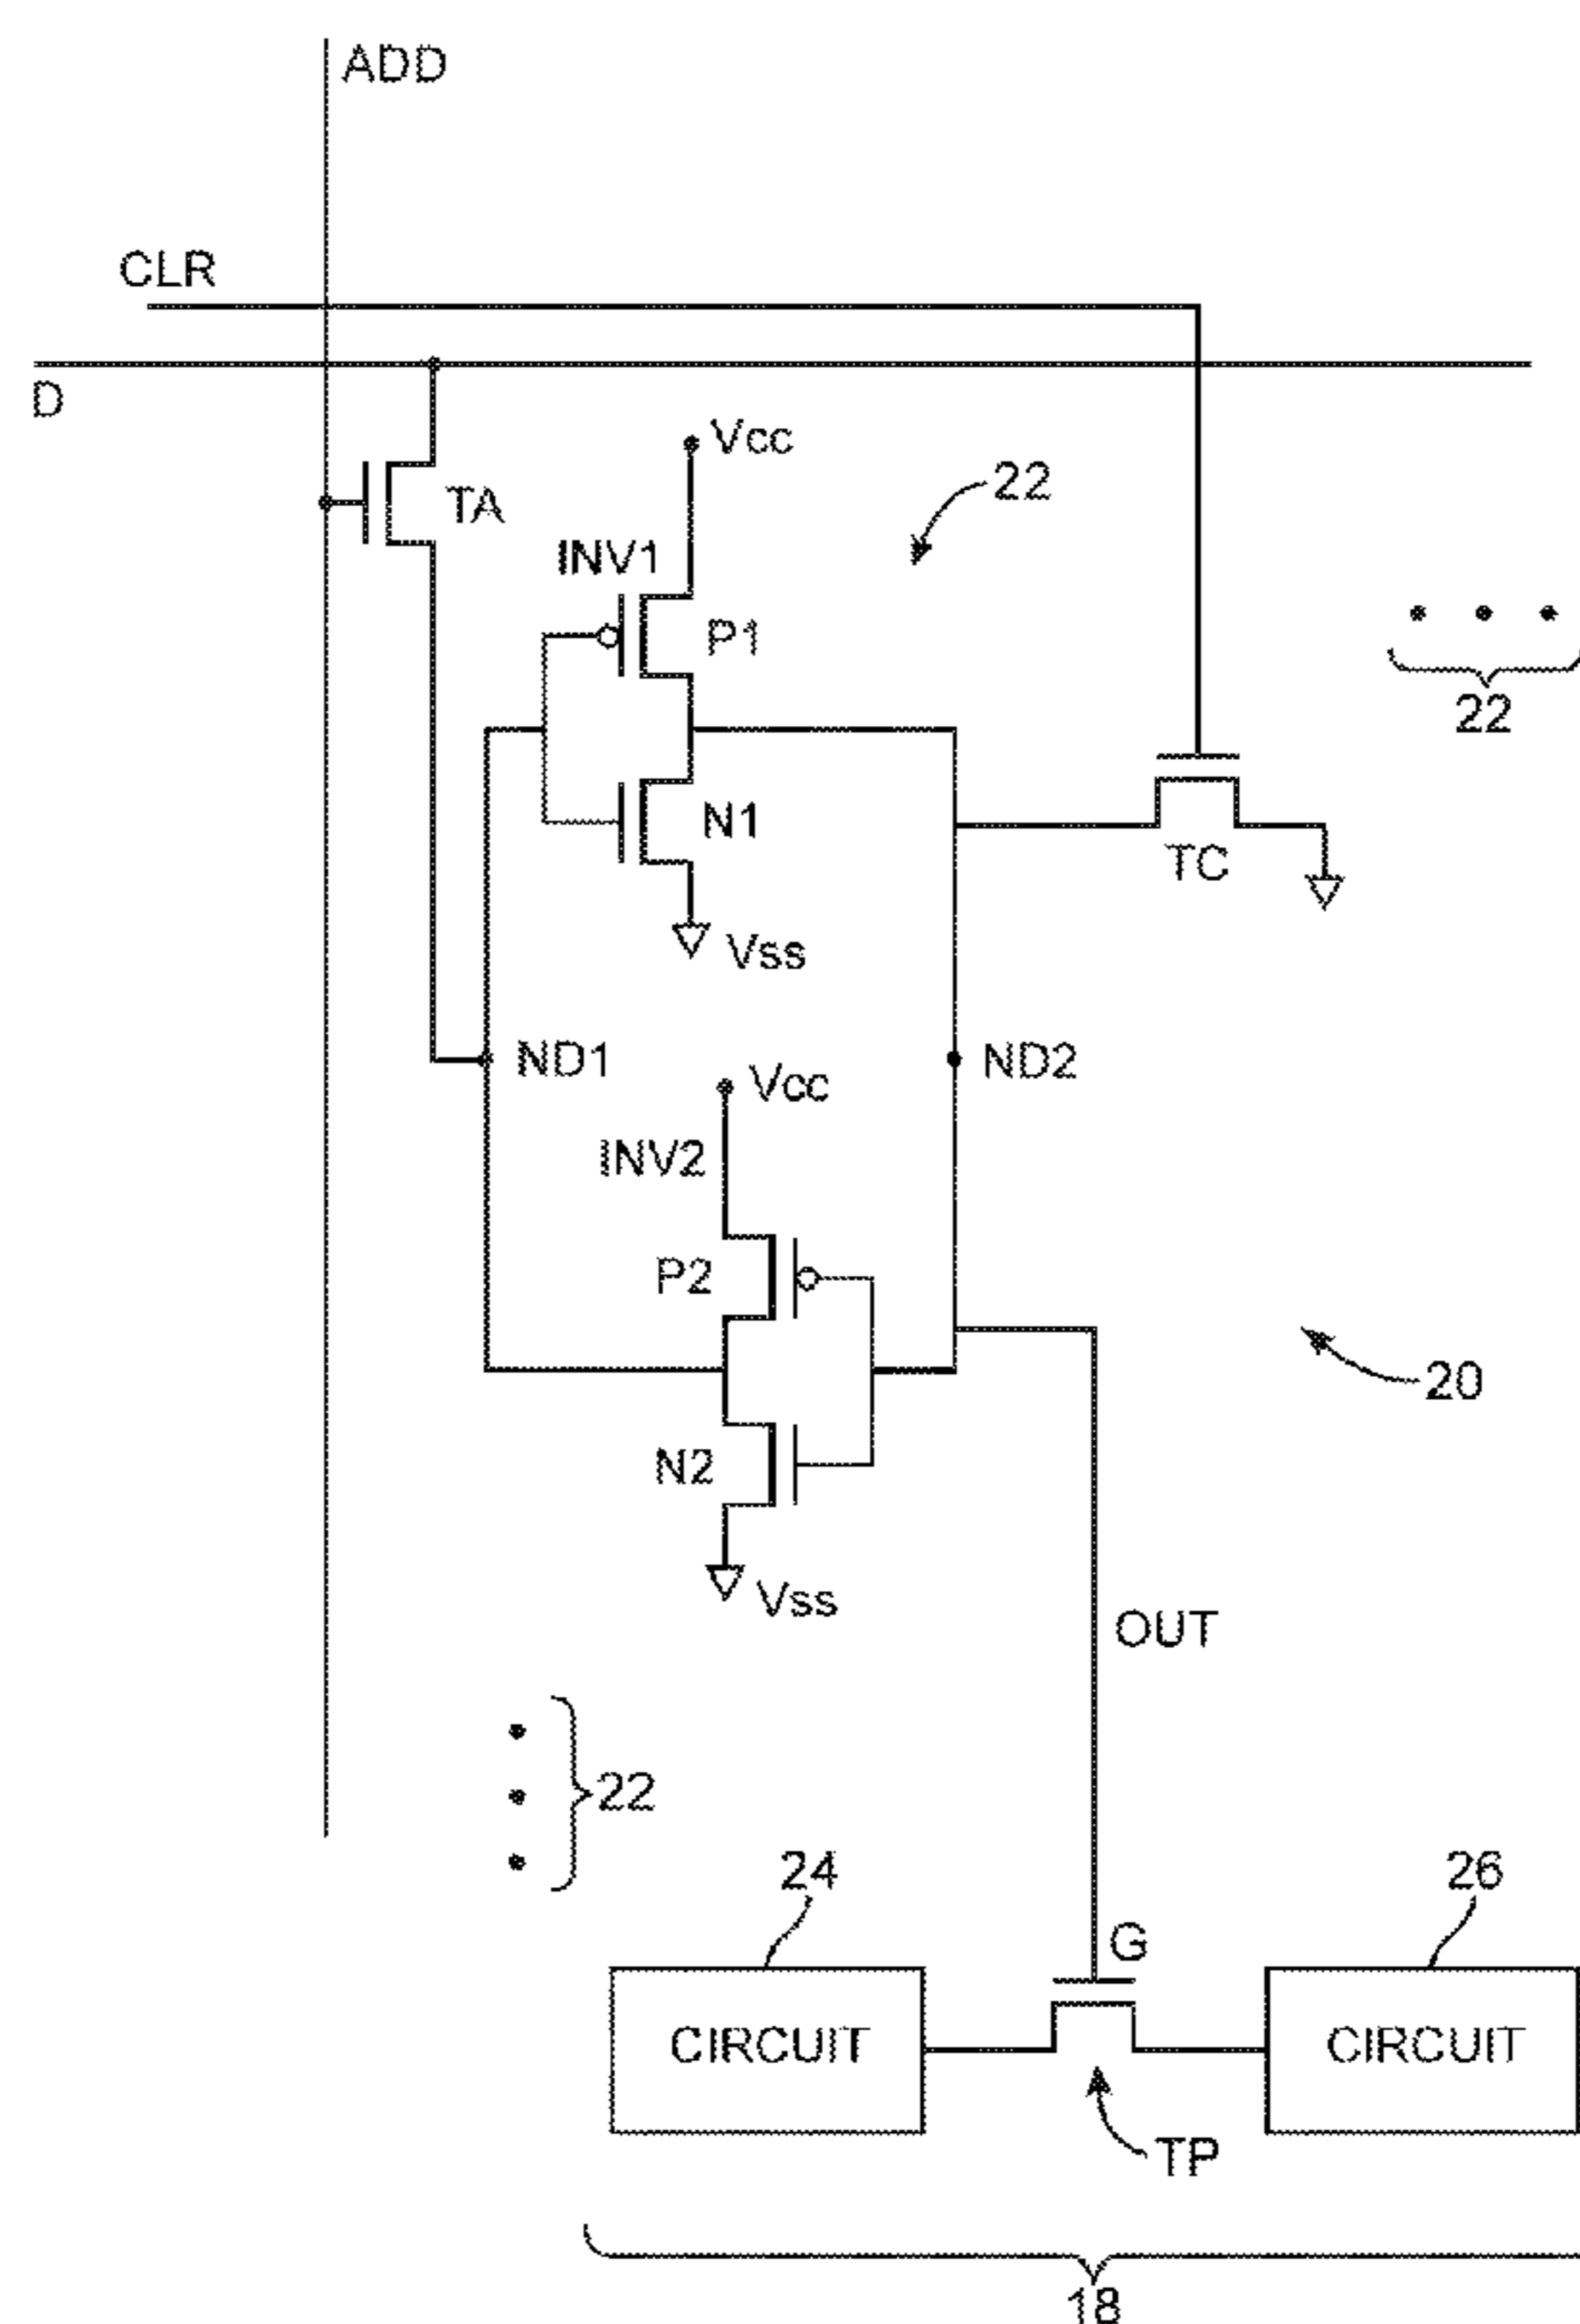 ADD
CLR
D
Vcc
22
TA
INV1
P1
22
N1
TC
Vss
ND1
ND2
Vcc
INV2
P2
20
N2
Vss
OUT
22
24
26
G
CIRCUIT
CIRCUIT
TP
18